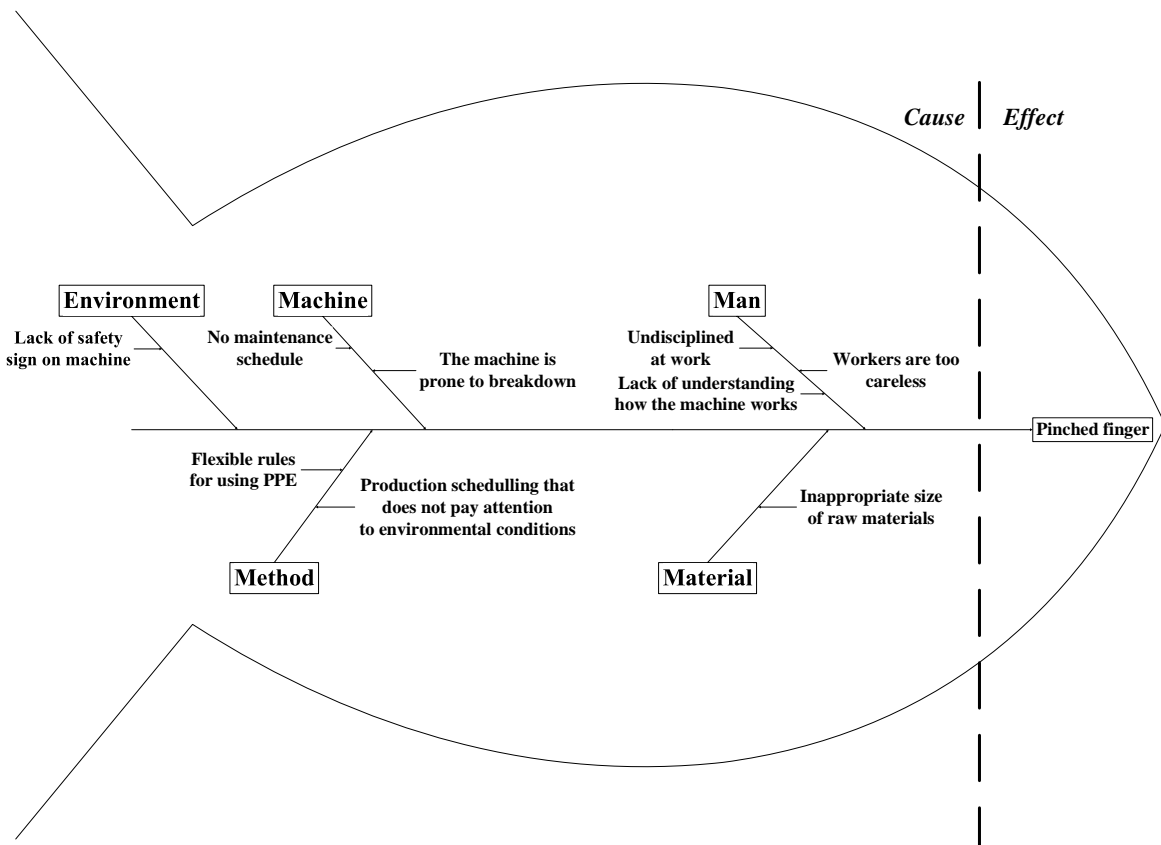 Cause
Effect
Environment
Lack of safety
sign on machine
Machine
No maintenance
schedule
The machine is
prone to breakdown
Man
Undisciplined
at work
Lack of understanding
how the machine works
Workers are too
careless
Pinched finger
Flexible rules
for using PPE
Production schedulling that
does not pay attention
to environmental conditions
Method
Inappropriate size
of raw materials
Material